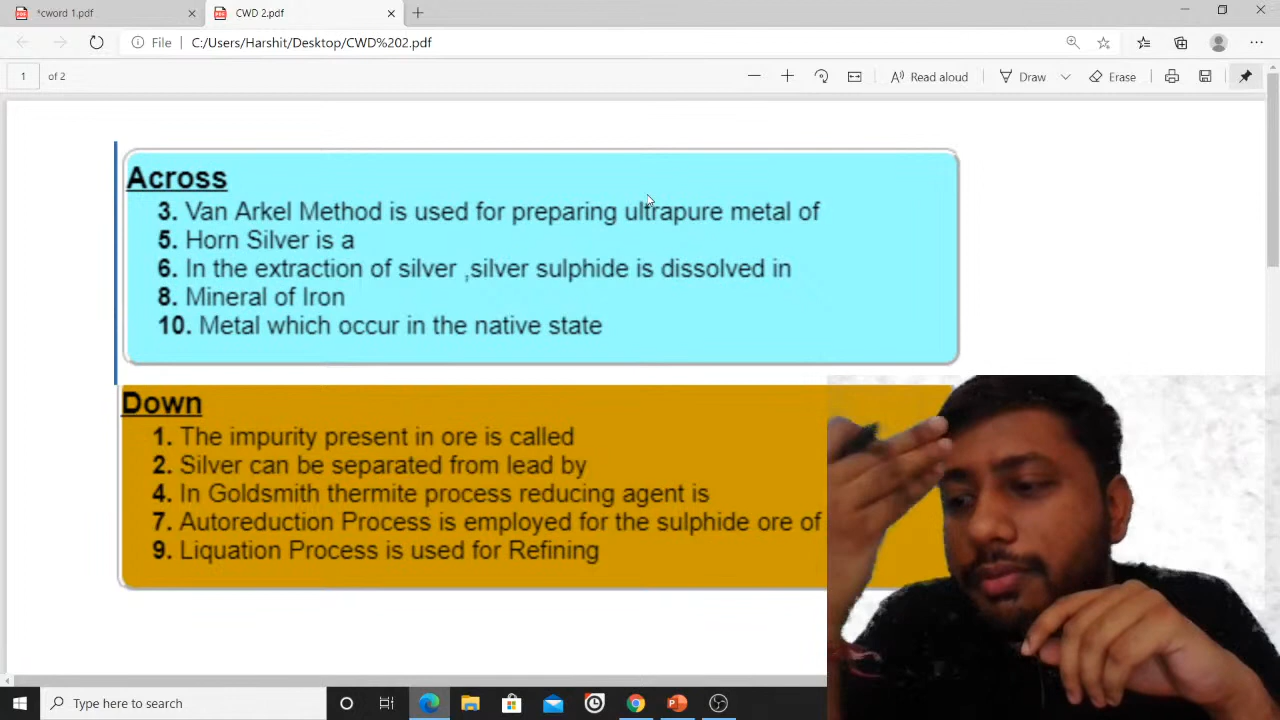 *cword 1.pdf
CWD 2.pdf
File
C:/Users/Harshit/Desktop/CWD%202.pdf
1
of 2
Read aloud
Draw
Erase
Across
3. Van Arkel Method is used for preparing ultrapure metal of
5. Horn Silver is a
6. In the extraction of silver ,silver sulphide is dissolved in
8. Mineral of Iron
10. Metal which occur in the native state
Down
1. The impurity present in ore is called
2. Silver can be separated from lead by
4. In Goldsmith thermite process reducing agent is
7. Autoreduction Process is employed for the sulphide ore of
9. Liquation Process is used for Refining
Type here to search